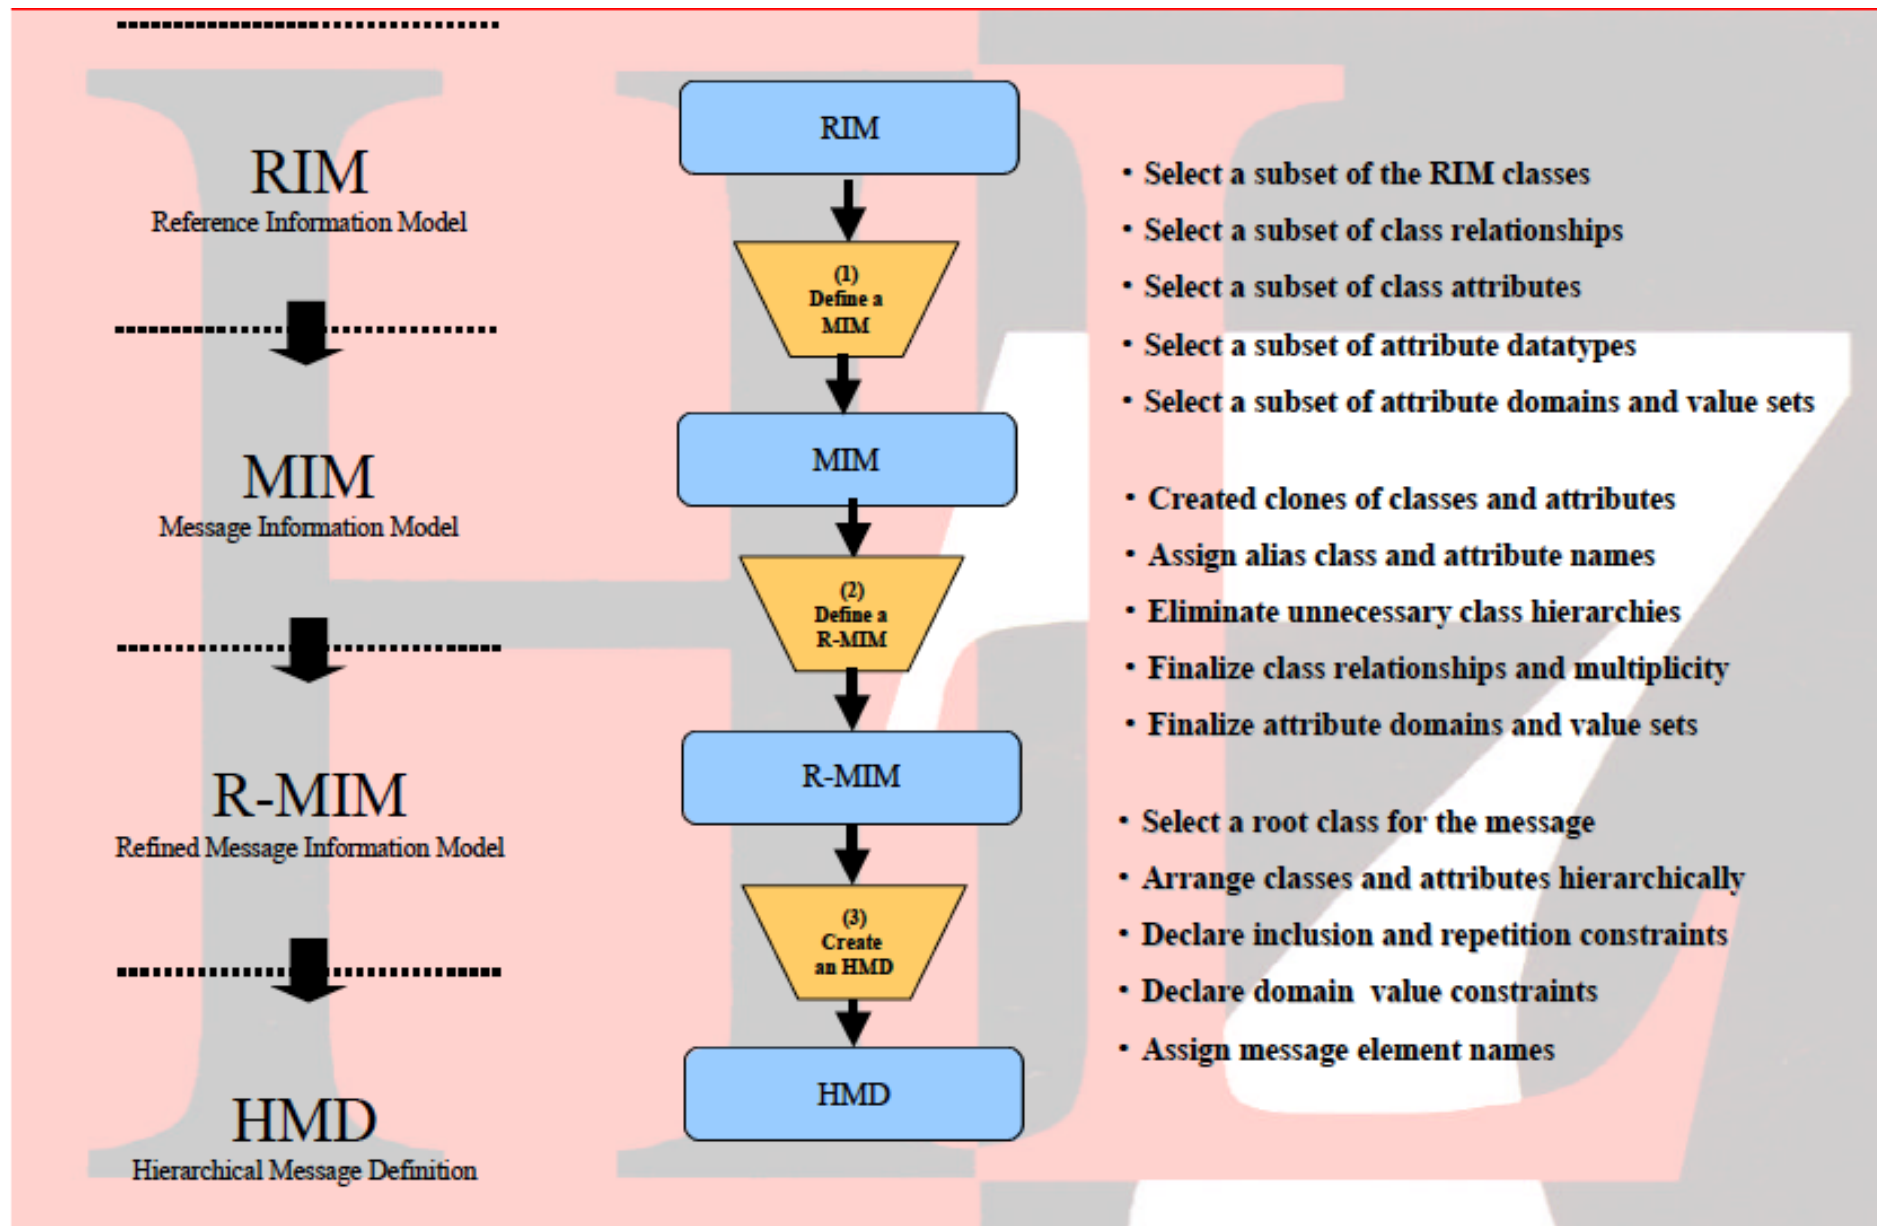 RIM
Reference Information Model
MIM
Message Information Model
R-MIM
Refined Message Information Model
HMD
Hierarchical Message Definition
RIM
(1)
Define a
MIM
MIM
(2)
Define a
R-MIM
R-MIM
(3)
Create
an HMD
HMD
• Select a subset of the RIM classes
• Select a subset of class relationships
• Select a subset of class attributes
• Select a subset of attribute datatypes
• Select a subset of attribute domains and value sets
• Created clones of classes and attributes
• Assign alias class and attribute names
• Eliminate unnecessary class hierarchies
• Finalize class relationships and multiplicity
• Finalize attribute domains and value sets
• Select a root class for the message
• Arrange classes and attributes hierarchically
• Declare inclusion and repetition constraints
• Declare domain value constraints
• Assign message element names